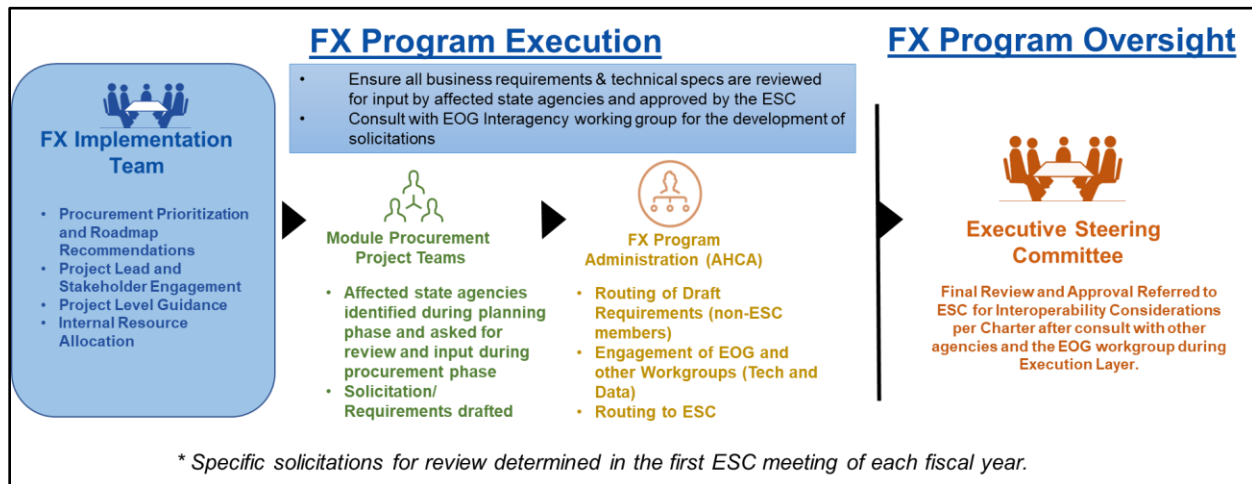 FX Program Execution
FX Program Oversight
• Ensure all business requirements & technical specs are reviewed
for input by affected state agencies and approved by the ESC
• Consult with EOG Interagency working group for the development of
solicitations
FX Implementation
Team
• Procurement Prioritization
and Roadmap
Recommendations
• Project Lead and
Stakeholder Engagement
• Project Level Guidance
• Internal Resource
Allocation
Module Procurement
Project Teams
• Affected state agencies
identified during planning
phase and asked for
review and input during
procurement phase
• Solicitation/
Requirements drafted
FX Program
Administration (AHCA)
• Routing of Draft
Requirements (non-ESC
members)
• Engagement of EOG and
other Workgroups (Tech and
Data)
• Routing to ESC
Executive Steering
Committee
Final Review and Approval Referred to
ESC for Interoperability Considerations
per Charter after consult with other
agencies and the EOG workgroup during
Execution Layer.
* Specific solicitations for review determined in the first ESC meeting of each fiscal year.